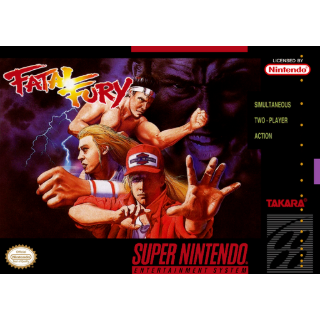 FATAL FURY
LICENSED BY
Nintendo
SIMULTANEOUS
TWO-PLAYER
ACTION
TAKARA
SUPER NINTENDO
ENTERTAINMENT SYSTEM